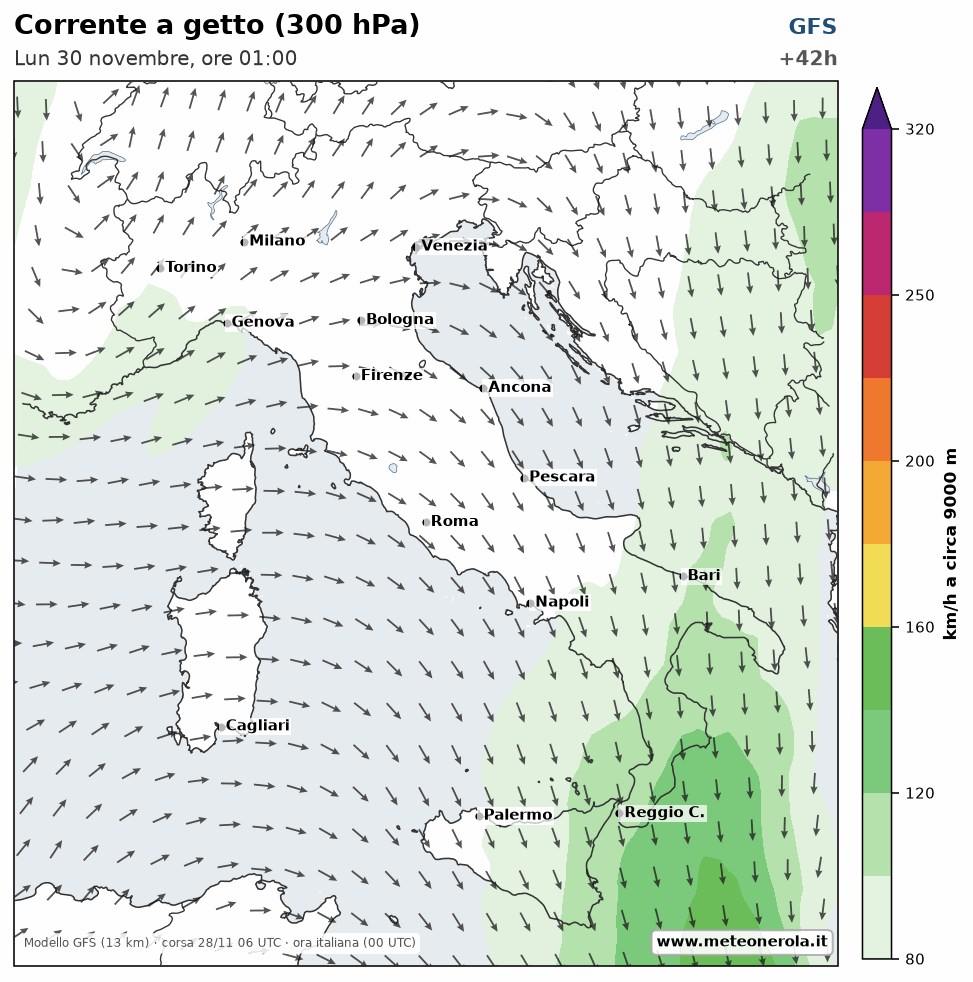 Corrente a getto (300 hPa)
GFS
Lun 30 novembre, ore 01:00
+42h
Milano
Venezia
Torino
Genova
Bologna
Firenze
Ancona
Pescara
Roma
Bari
Napoli
Cagliari
Palermo
Reggio C.
320
250
200
160
120
80
km/h a circa 9000 m
Modello GFS (13 km) · corsa 28/11 06 UTC · ora italiana (00 UTC)
www.meteonerola.it